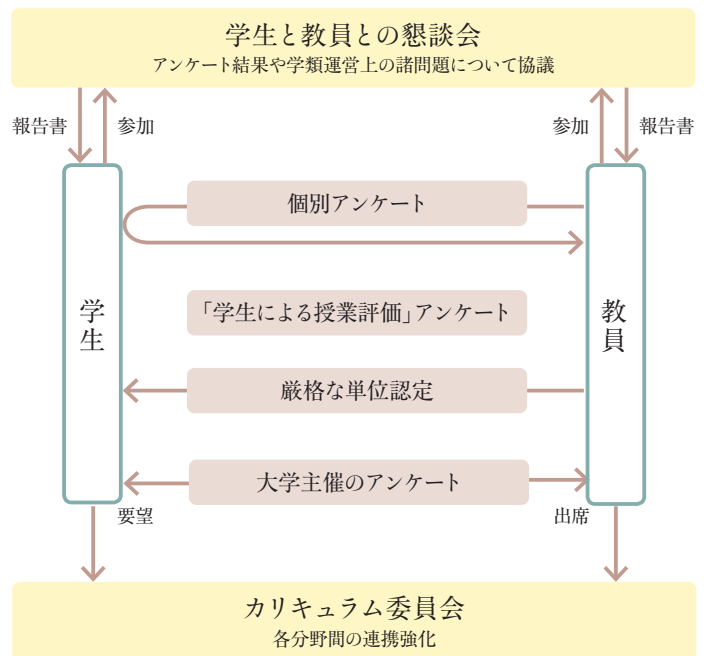 学生と教員との懇談会
アンケート結果や学類運営上の諸問題について協議
報告書
参加
参加
報告書
個別アンケート
学生
教員
「学生による授業評価」アンケート
厳格な単位認定
大学主催のアンケート
要望
出席
カリキュラム委員会
各分野間の連携強化